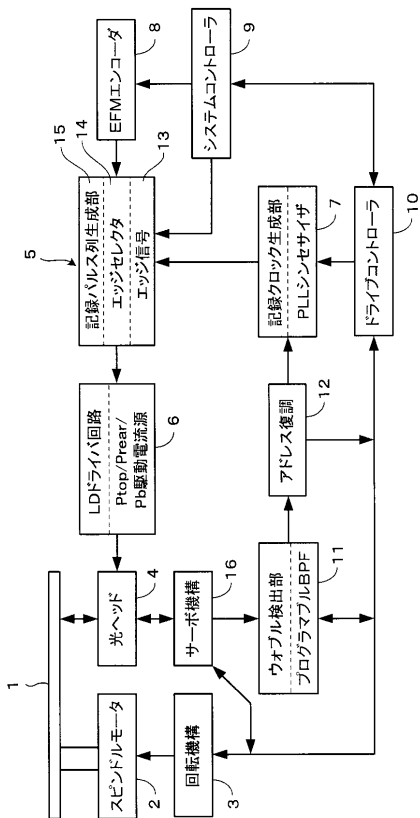 1
スピンドルモータ
2
回転機構
3
光ヘッド
4
サーボ機構
16
LDドライバ回路
Ptop/Prear/
Pb駆動電流源
6
ウォブル検出部
プログラマブルBPF
11
アドレス復調
12
5
記録パルス列生成部
エッジセレクタ
エッジ信号
15
14
13
記録クロック生成部
PLLシンセサイザ
7
EFMエンコーダ
8
システムコントローラ
9
ドライブコントローラ
10